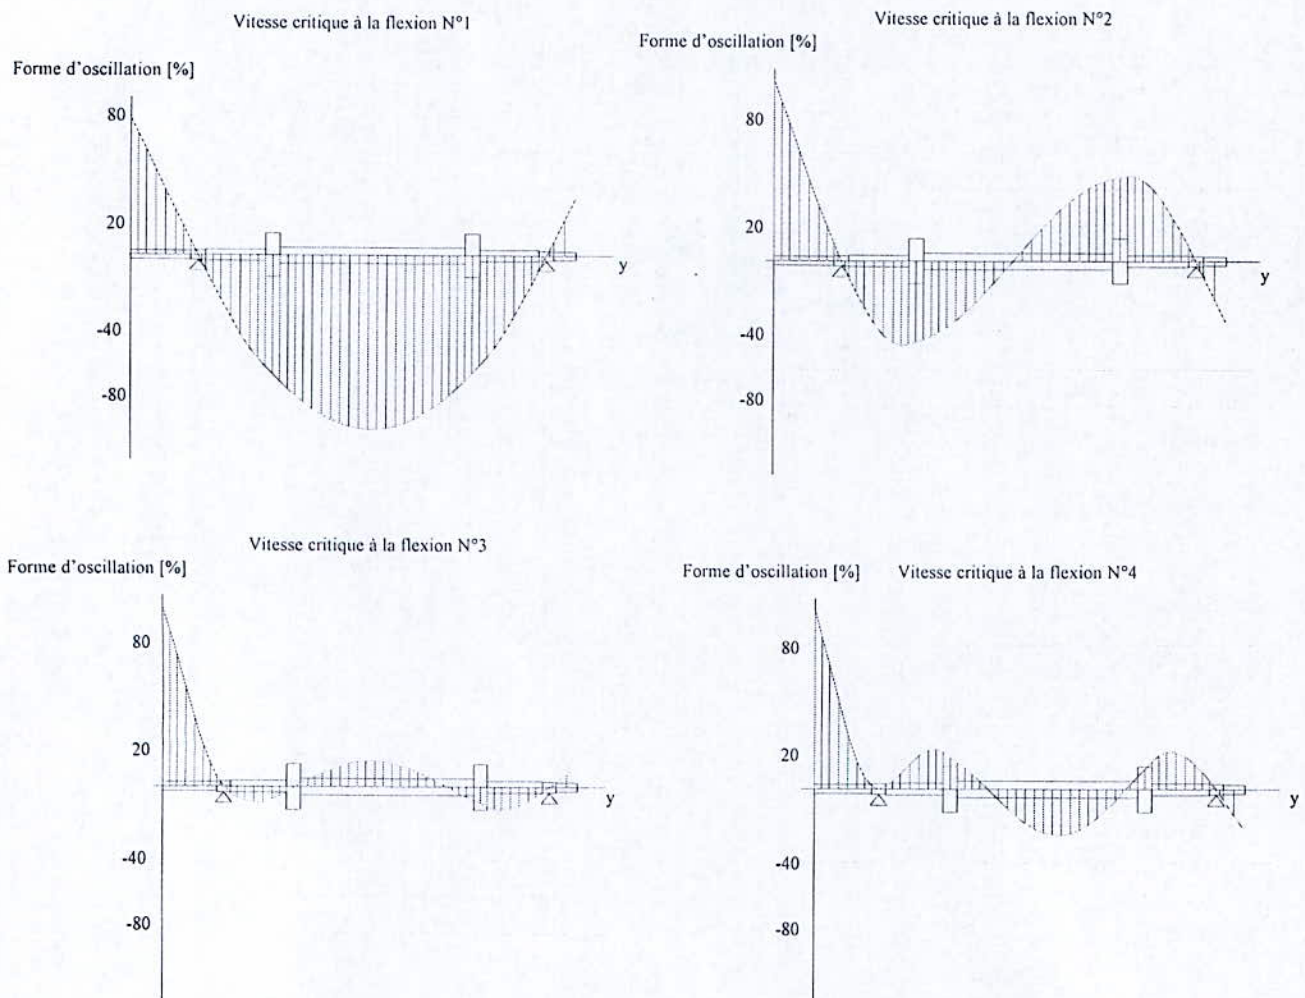 Vitesse critique à la flexion N°1
Forme d'oscillation [%]
80
20
-40
-80
y
Vitesse critique à la flexion N°2
Forme d'oscillation [%]
80
20
-40
-80
y
Vitesse critique à la flexion N°3
Forme d'oscillation [%]
80
20
-40
-80
y
Forme d'oscillation [%] Vitesse critique à la flexion N°4
80
20
-40
-80
y